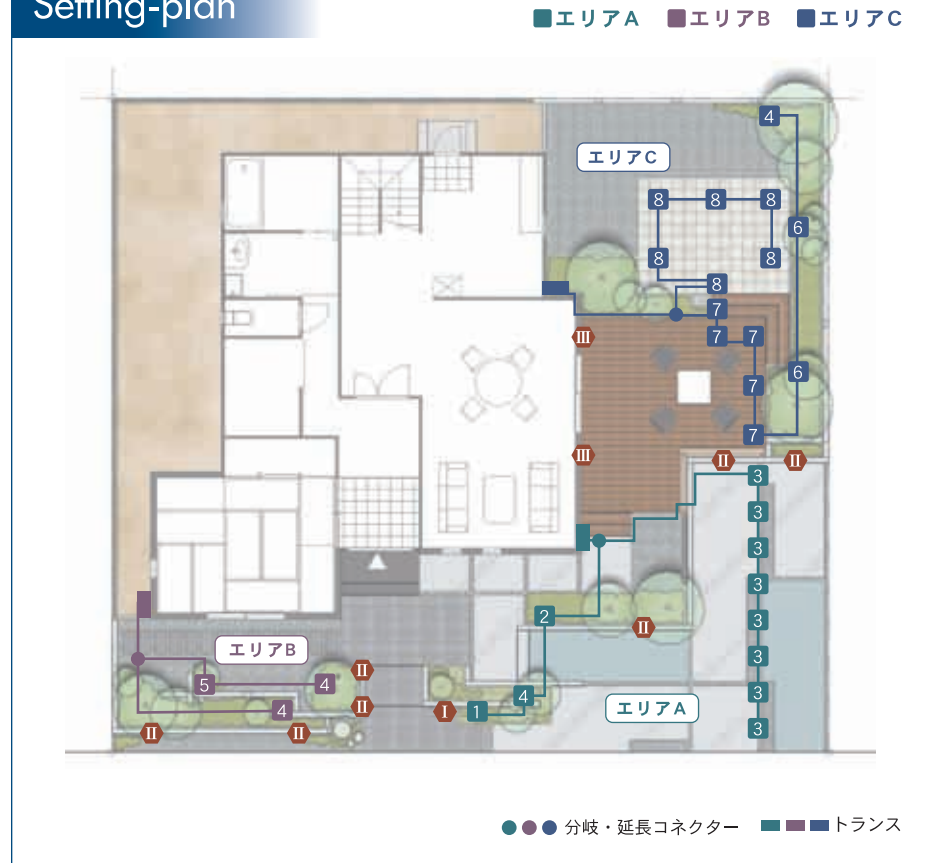 Setting-plan
エリアA エリアB エリアC
4
エリアC
8 8 8
6
8 8
8
7
III 7 7
6
7
7
III II II
3
3
3
3
2
3
II
エリアB
3
II
5 4
4 3
4 II I 1 エリアA
3
II II
分岐・延長コネクター トランス